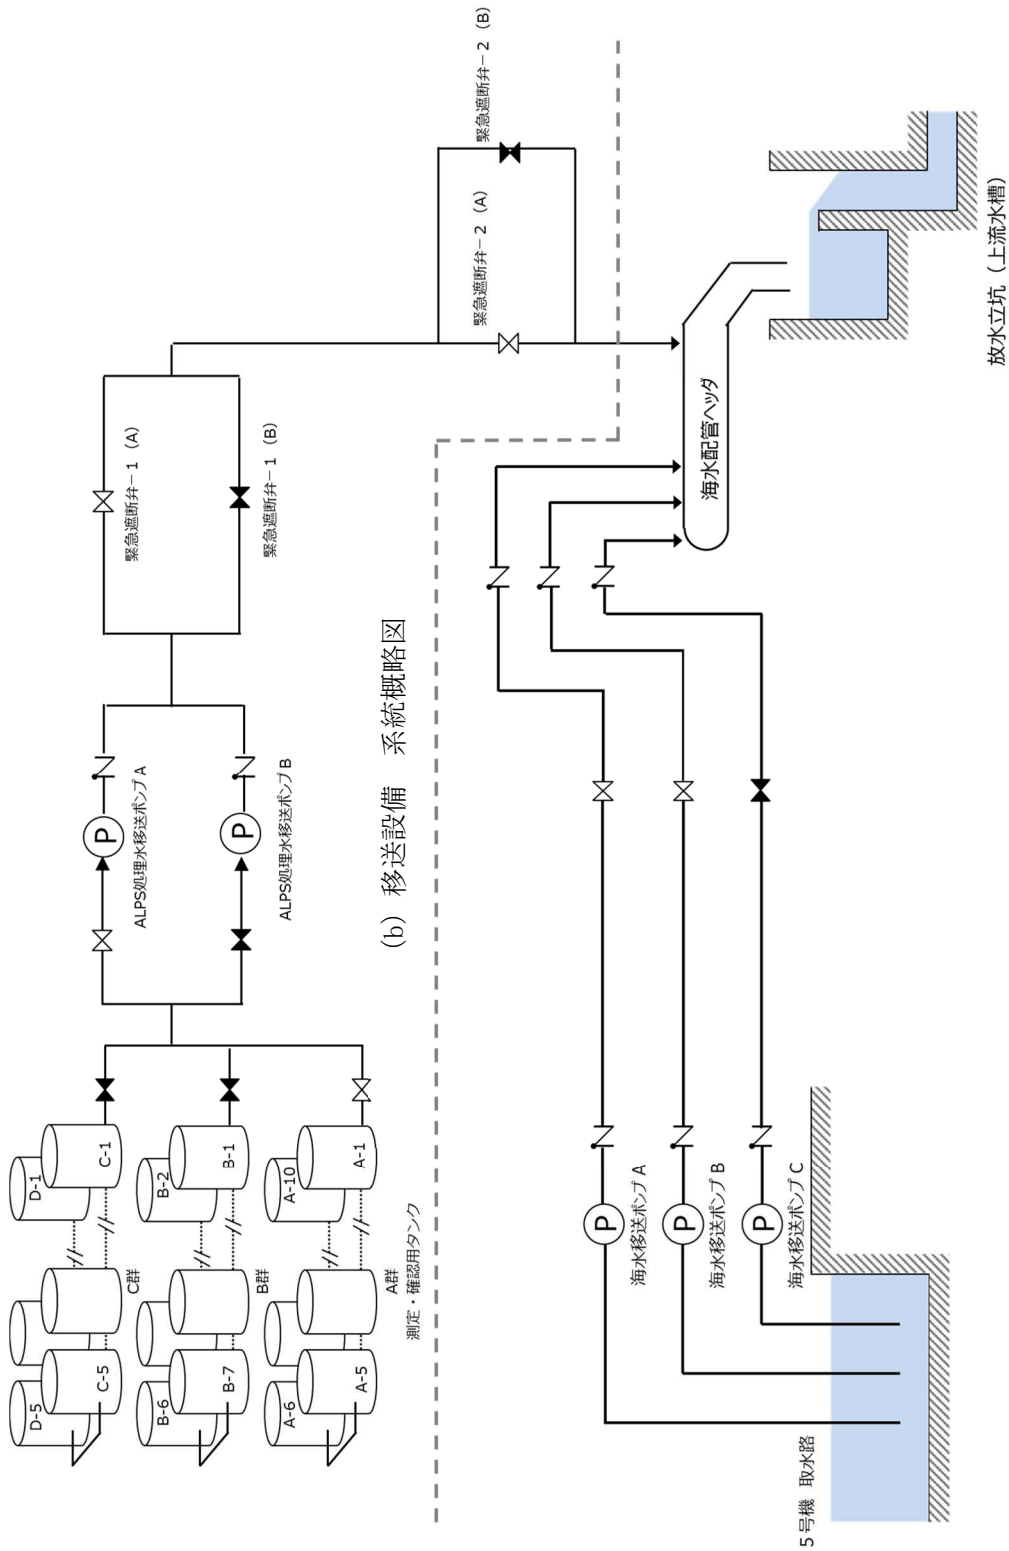 D-5
D-1
C-5
C-1
C群
B-6
B-2
B-7
B-1
B群
A-6
A-10
A-5
A-1
A群
測定・確認用タンク
P
ALPS処理水移送ポンプ A
P
ALPS処理水移送ポンプ B
緊急遮断弁－1（A）
緊急遮断弁－1（B）
緊急遮断弁－2（A）
緊急遮断弁－2（B）
(b) 移送設備　系統概略図
P
海水移送ポンプ A
P
海水移送ポンプ B
P
海水移送ポンプ C
5号機 取水路
海水配管ヘッダ
放水立坑（上流水槽）